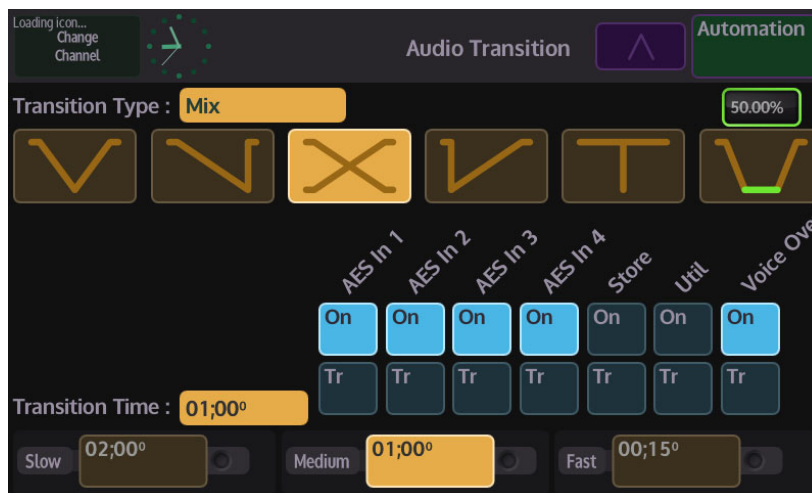 Loading icon...
Change
Channel
Audio Transition
Automation
Transition Type : Mix
50.00%
AES In 1
AES In 2
AES In 3
AES In 4
Store
Util
Voice Ove
On On On On On On On
Tr Tr Tr Tr Tr Tr Tr
Transition Time : 01;00⁰
Slow 02;00⁰ Medium 01;00⁰ Fast 00;15⁰